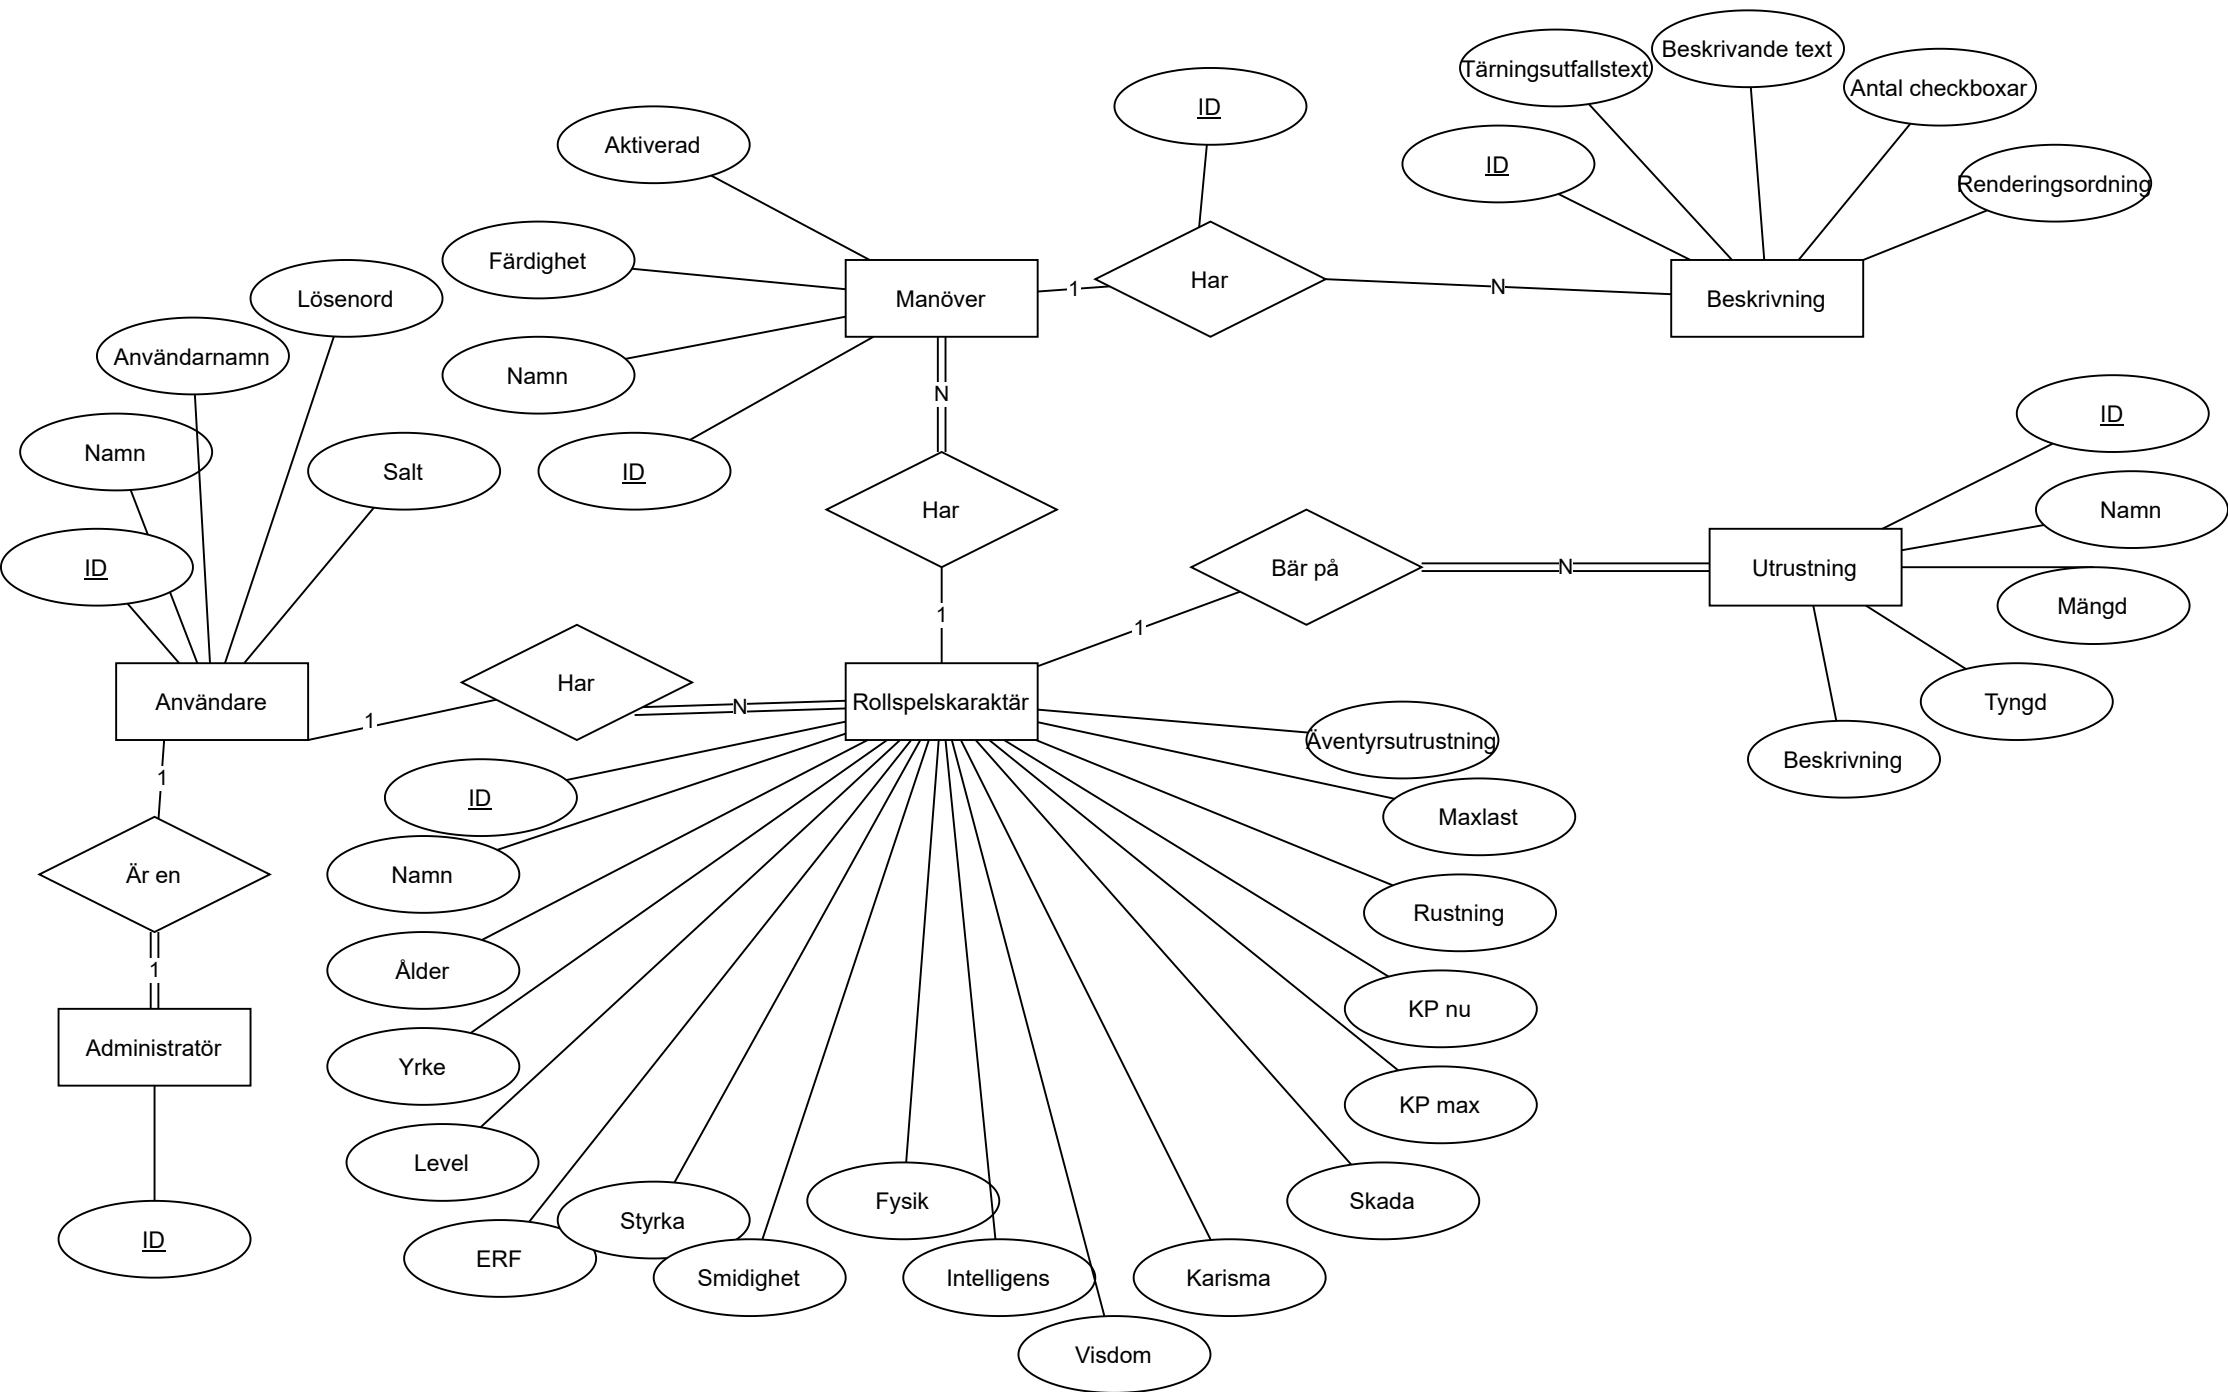 Beskrivande text
Tärningsutfallstext
Antal checkboxar
ID
Aktiverad
ID
Renderingsordning
Färdighet
Har
Manöver
1
N
Beskrivning
Lösenord
Användarnamn
Namn
N
ID
Namn
Salt
ID
Har
Namn
ID
Bär på
N
Utrustning
Mängd
1
1
Har
Användare
1
N
Rollspelskaraktär
Tyngd
Äventyrsutrustning
Beskrivning
1
ID
Maxlast
Är en
Namn
Rustning
1
Ålder
KP nu
Administratör
Yrke
KP max
Level
Fysik
Skada
Styrka
ID
ERF
Smidighet
Intelligens
Karisma
Visdom